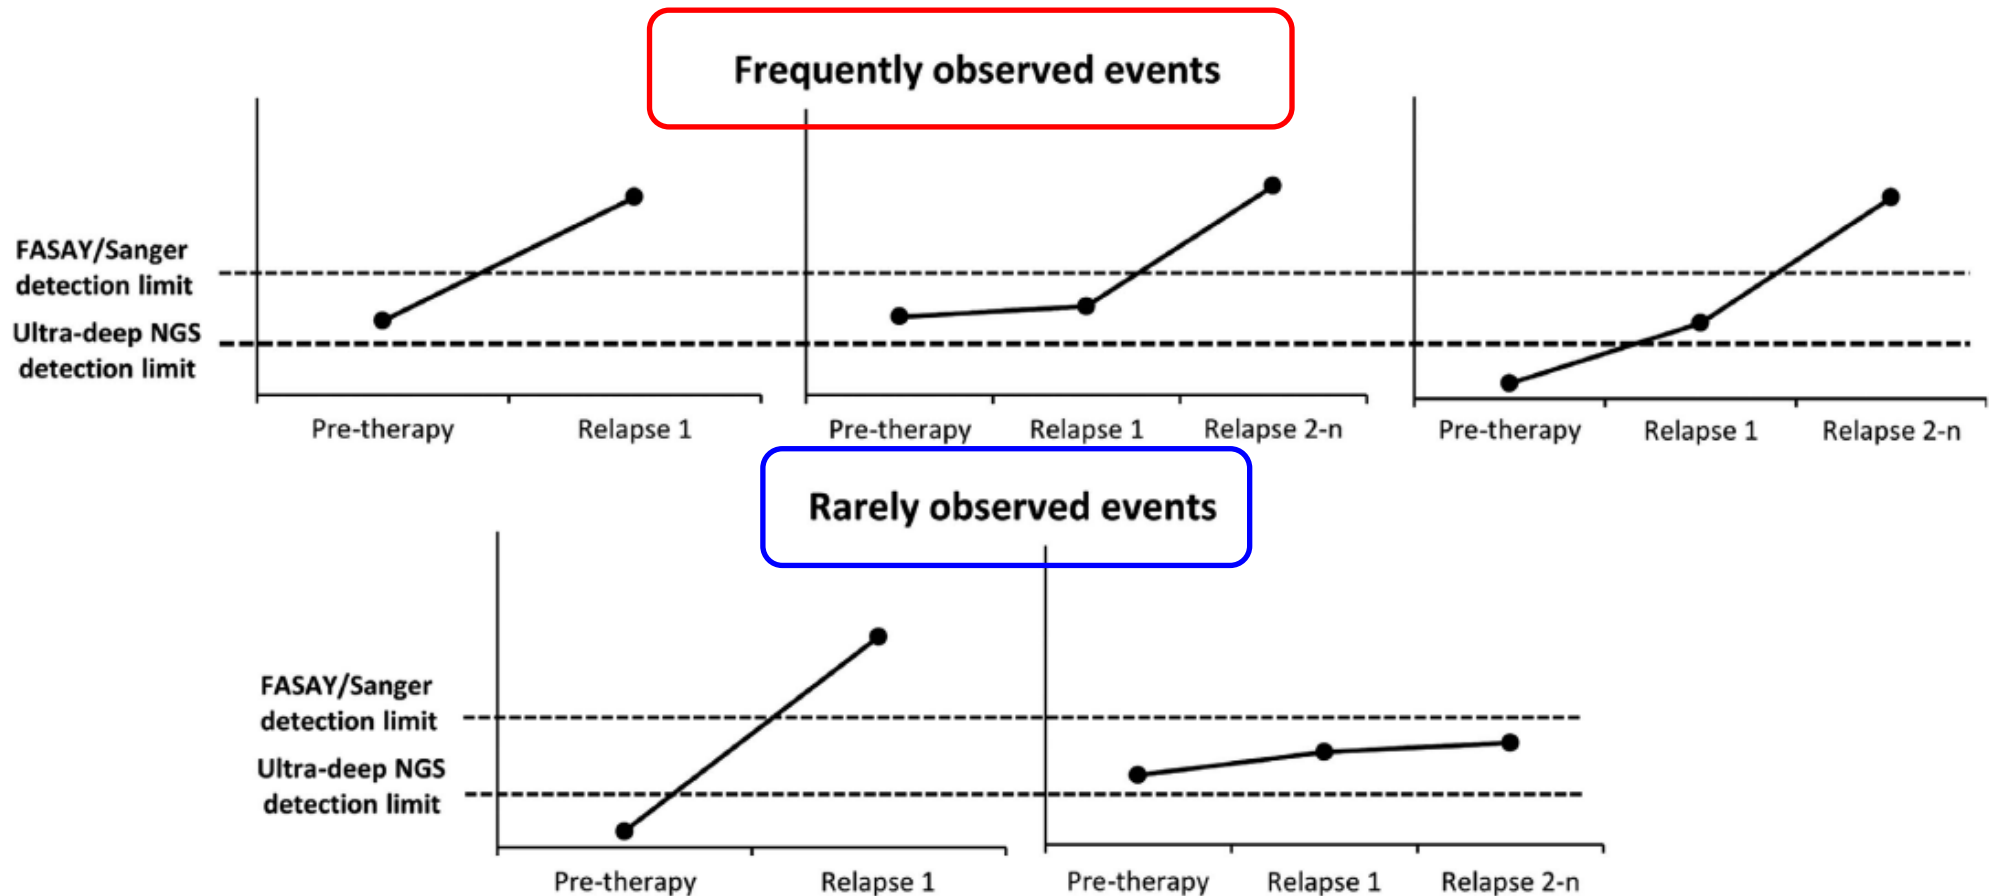 Frequently observed events
FASAY/Sanger
detection limit
Ultra-deep NGS
detection limit
Pre-therapy
Relapse 1
Pre-therapy
Relapse 1
Relapse 2-n
Pre-therapy
Relapse 1
Relapse 2-n
Rarely observed events
FASAY/Sanger
detection limit
Ultra-deep NGS
detection limit
Pre-therapy
Relapse 1
Pre-therapy
Relapse 1
Relapse 2-n